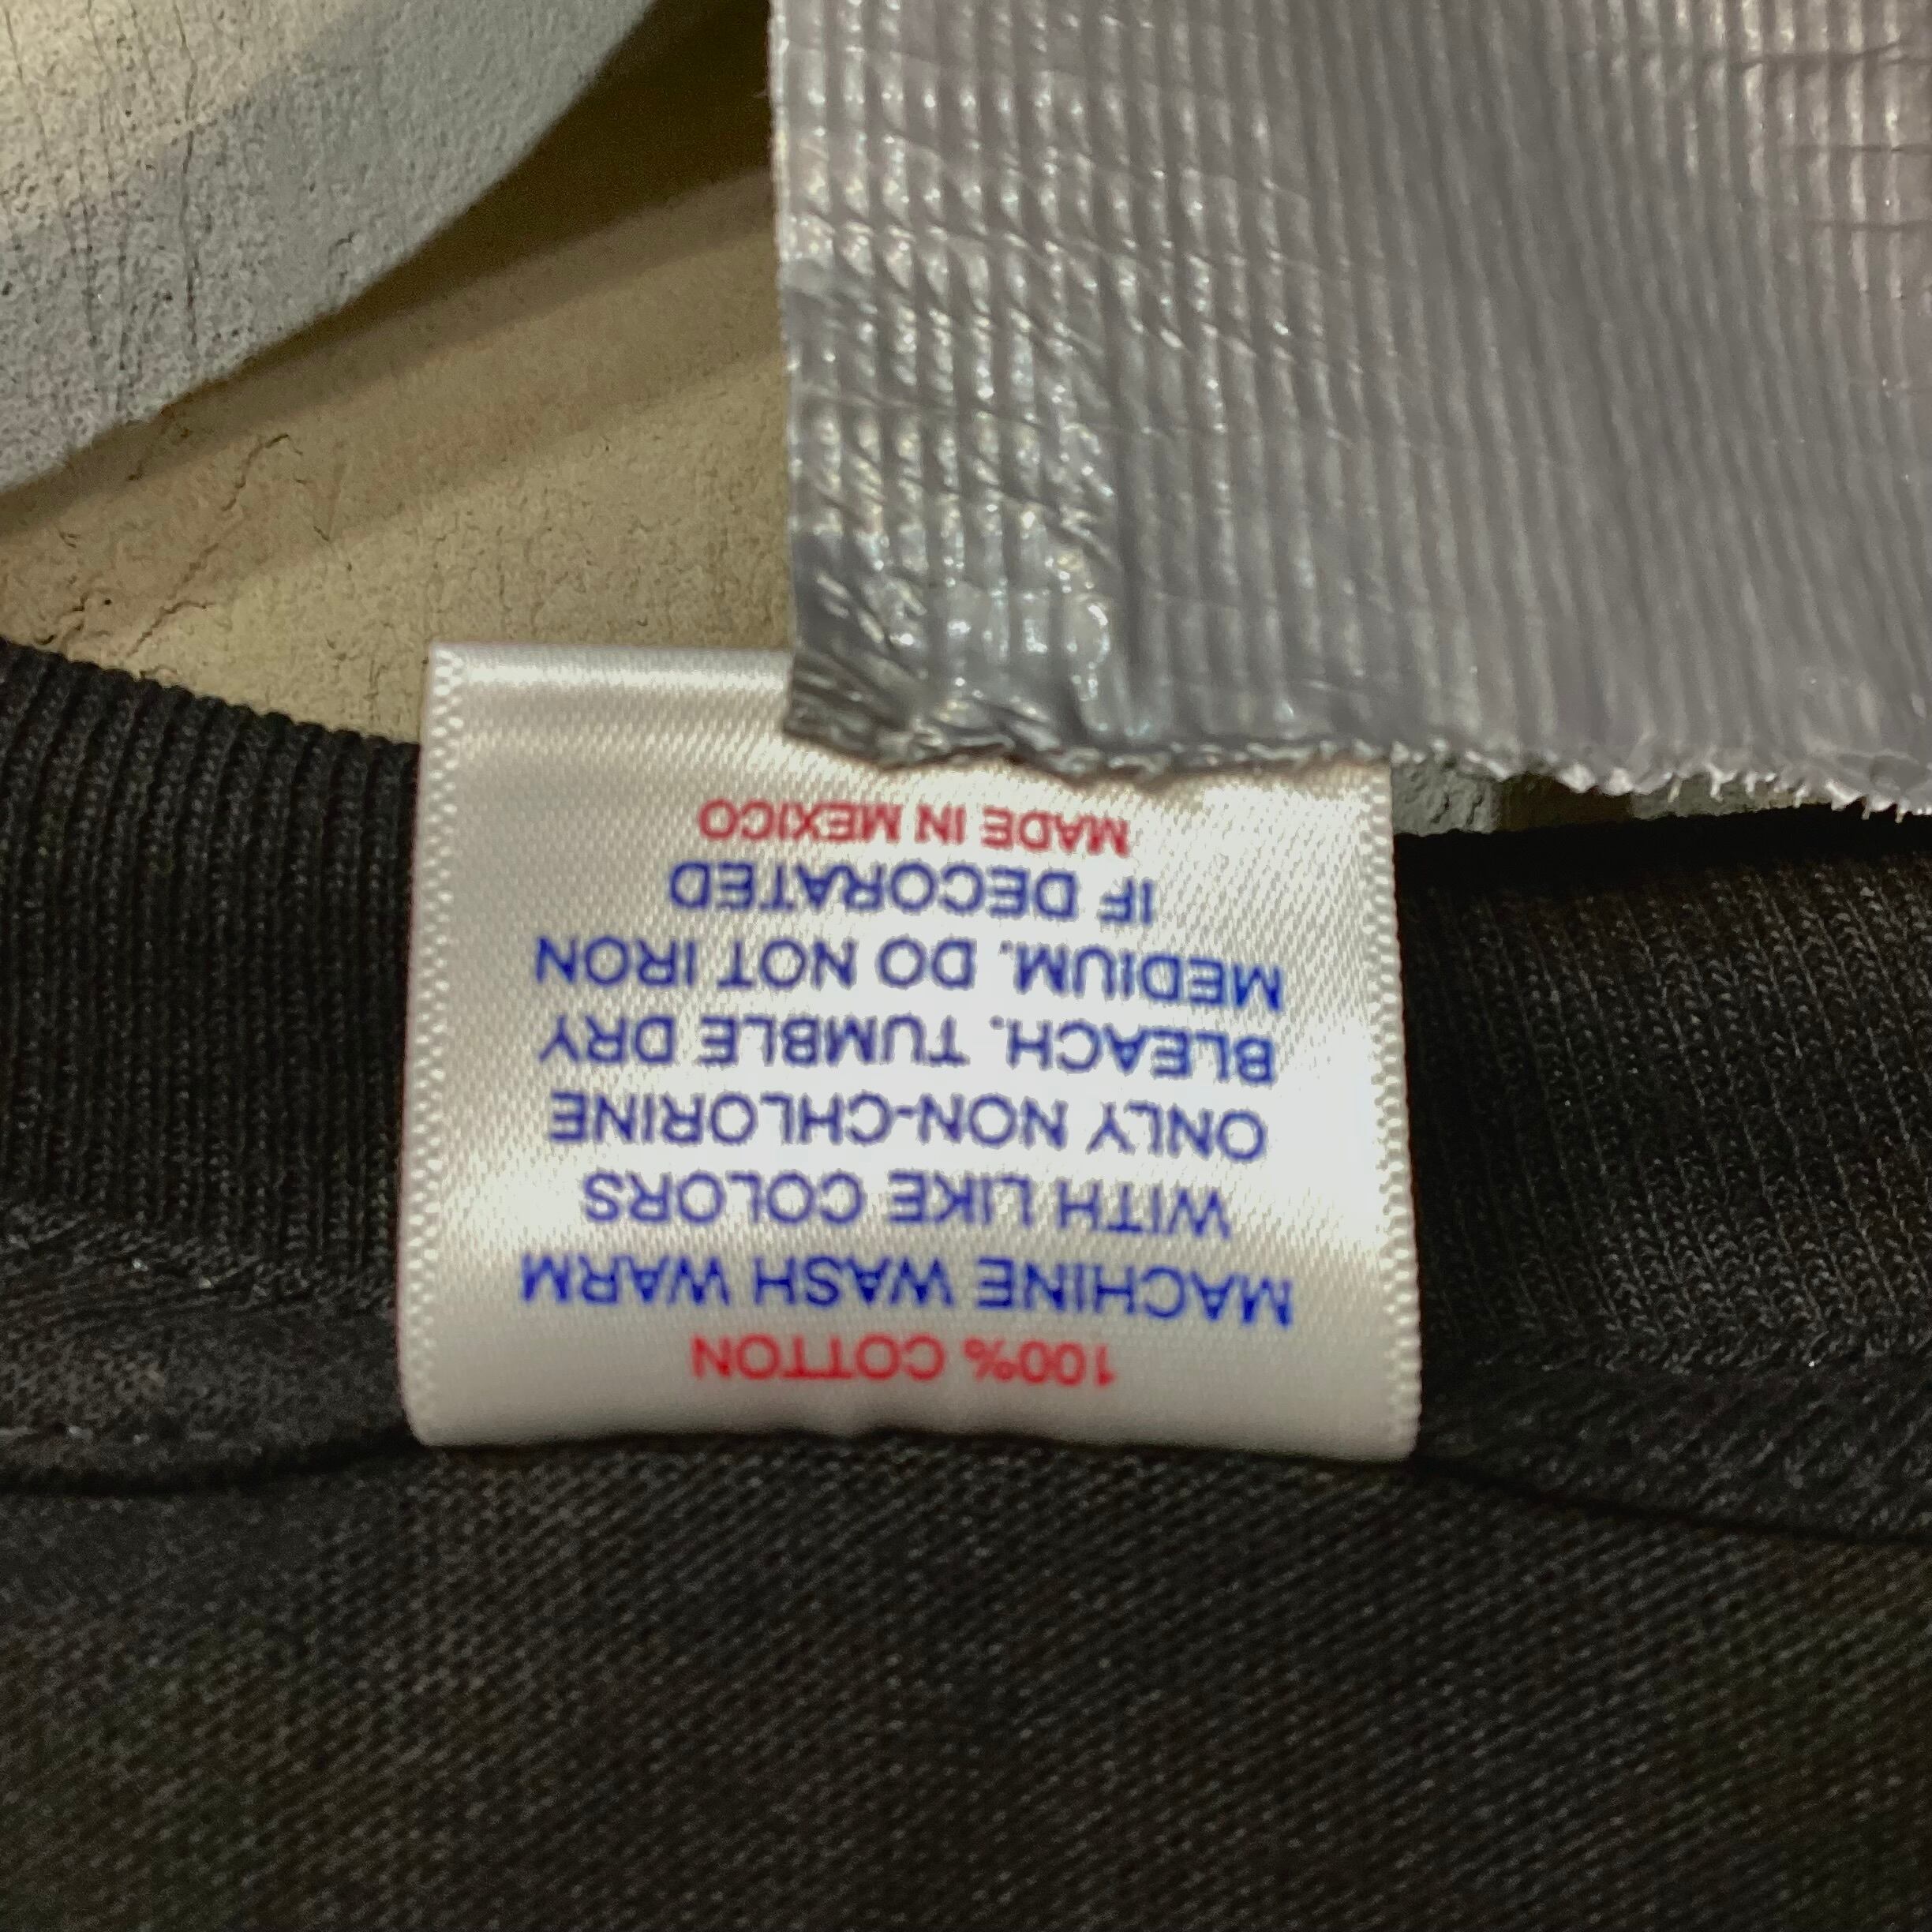 100% COTTON
MACHINE WASH WARM
WITH LIKE COLORS
ONLY NON-CHLORINE
BLEACH. TUMBLE DRY
MEDIUM. DO NOT IRON
IF DECORATED
MADE IN MEXICO